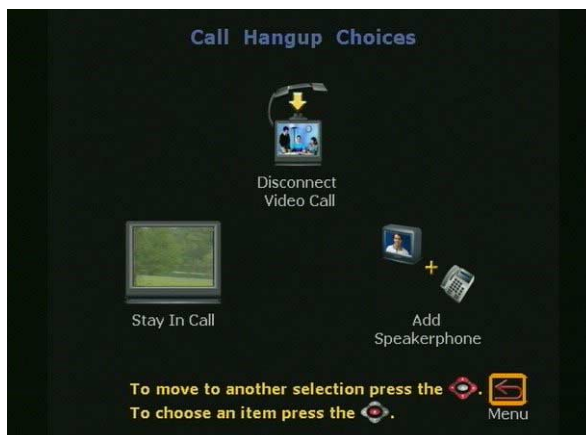 Call Hangup Choices
Disconnect
Video Call
Stay In Call
Add
Speakerphone
To move to another selection press the .
To choose an item press the .
Menu